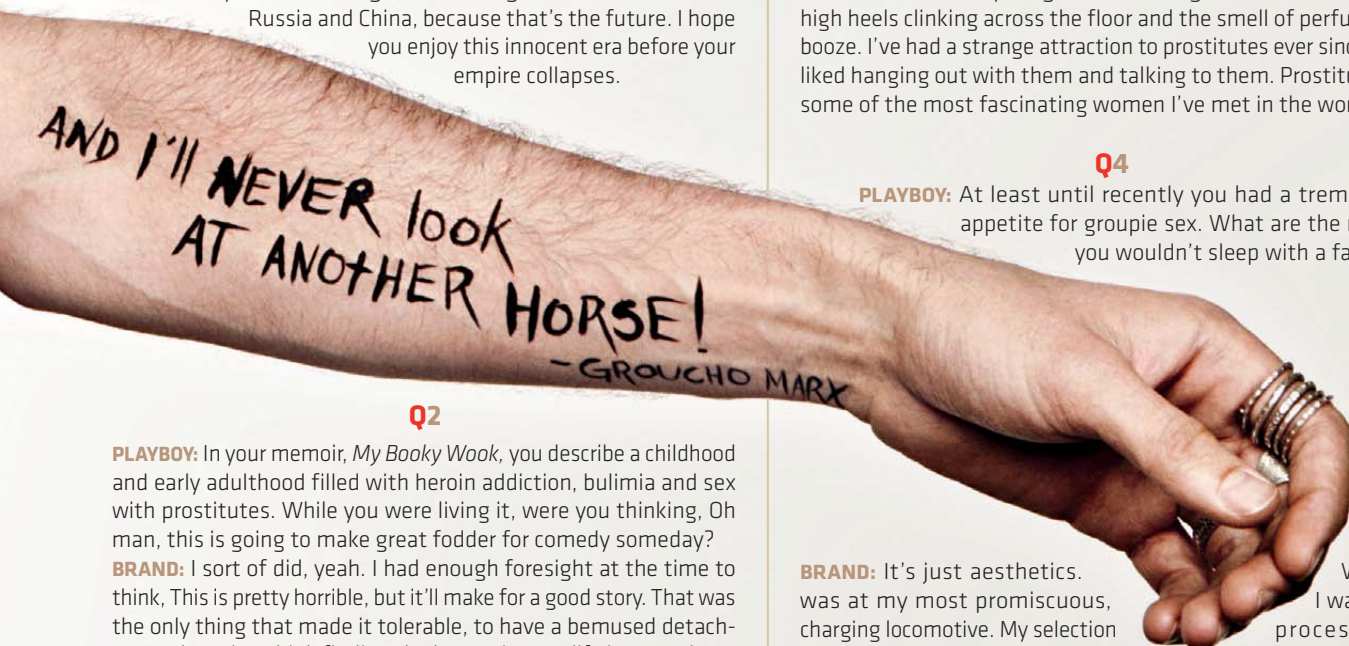 Russia and China, because that's the future. I hope
you enjoy this innocent era before your
empire collapses.
AND I'll NEVER look
AT ANOtHER HORSE!
-GROUCHO MARX
Q2
PLAYBOY: In your memoir, My Booky Wook, you describe a childhood
and early adulthood filled with heroin addiction, bulimia and sex
with prostitutes. While you were living it, were you thinking, Oh
man, this is going to make great fodder for comedy someday?
BRAND: I sort of did, yeah. I had enough foresight at the time to
think, This is pretty horrible, but it'll make for a good story. That was
the only thing that made it tolerable, to have a bemused detach-
high heels clinking across the floor and the smell of perfu
booze. I've had a strange attraction to prostitutes ever sinc
liked hanging out with them and talking to them. Prostitu
some of the most fascinating women I've met in the wor
Q4
PLAYBOY: At least until recently you had a trem
appetite for groupie sex. What are the
you wouldn't sleep with a fa
BRAND: It's just aesthetics.
was at my most promiscuous, I wa
charging locomotive. My selection proces